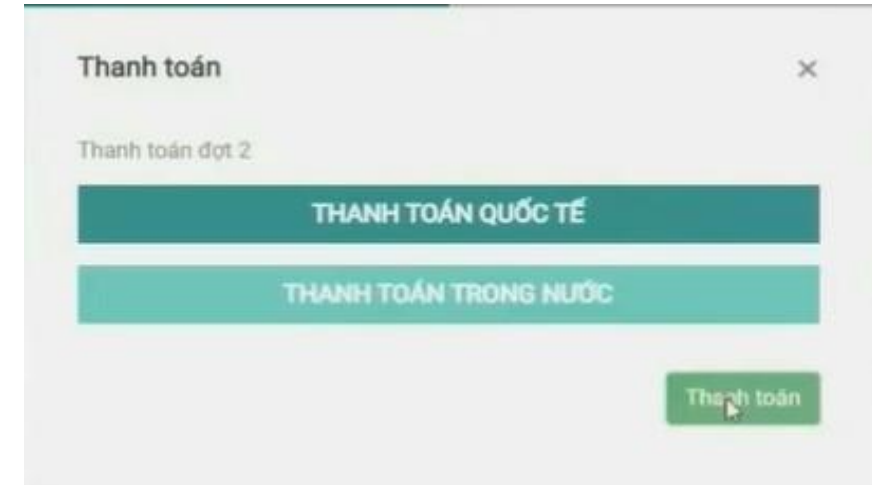 Thanh toán
×
Thanh toán đợt 2
THANH TOÁN QUỐC TẾ
THANH TOÁN TRONG NƯỚC
Thanh toán